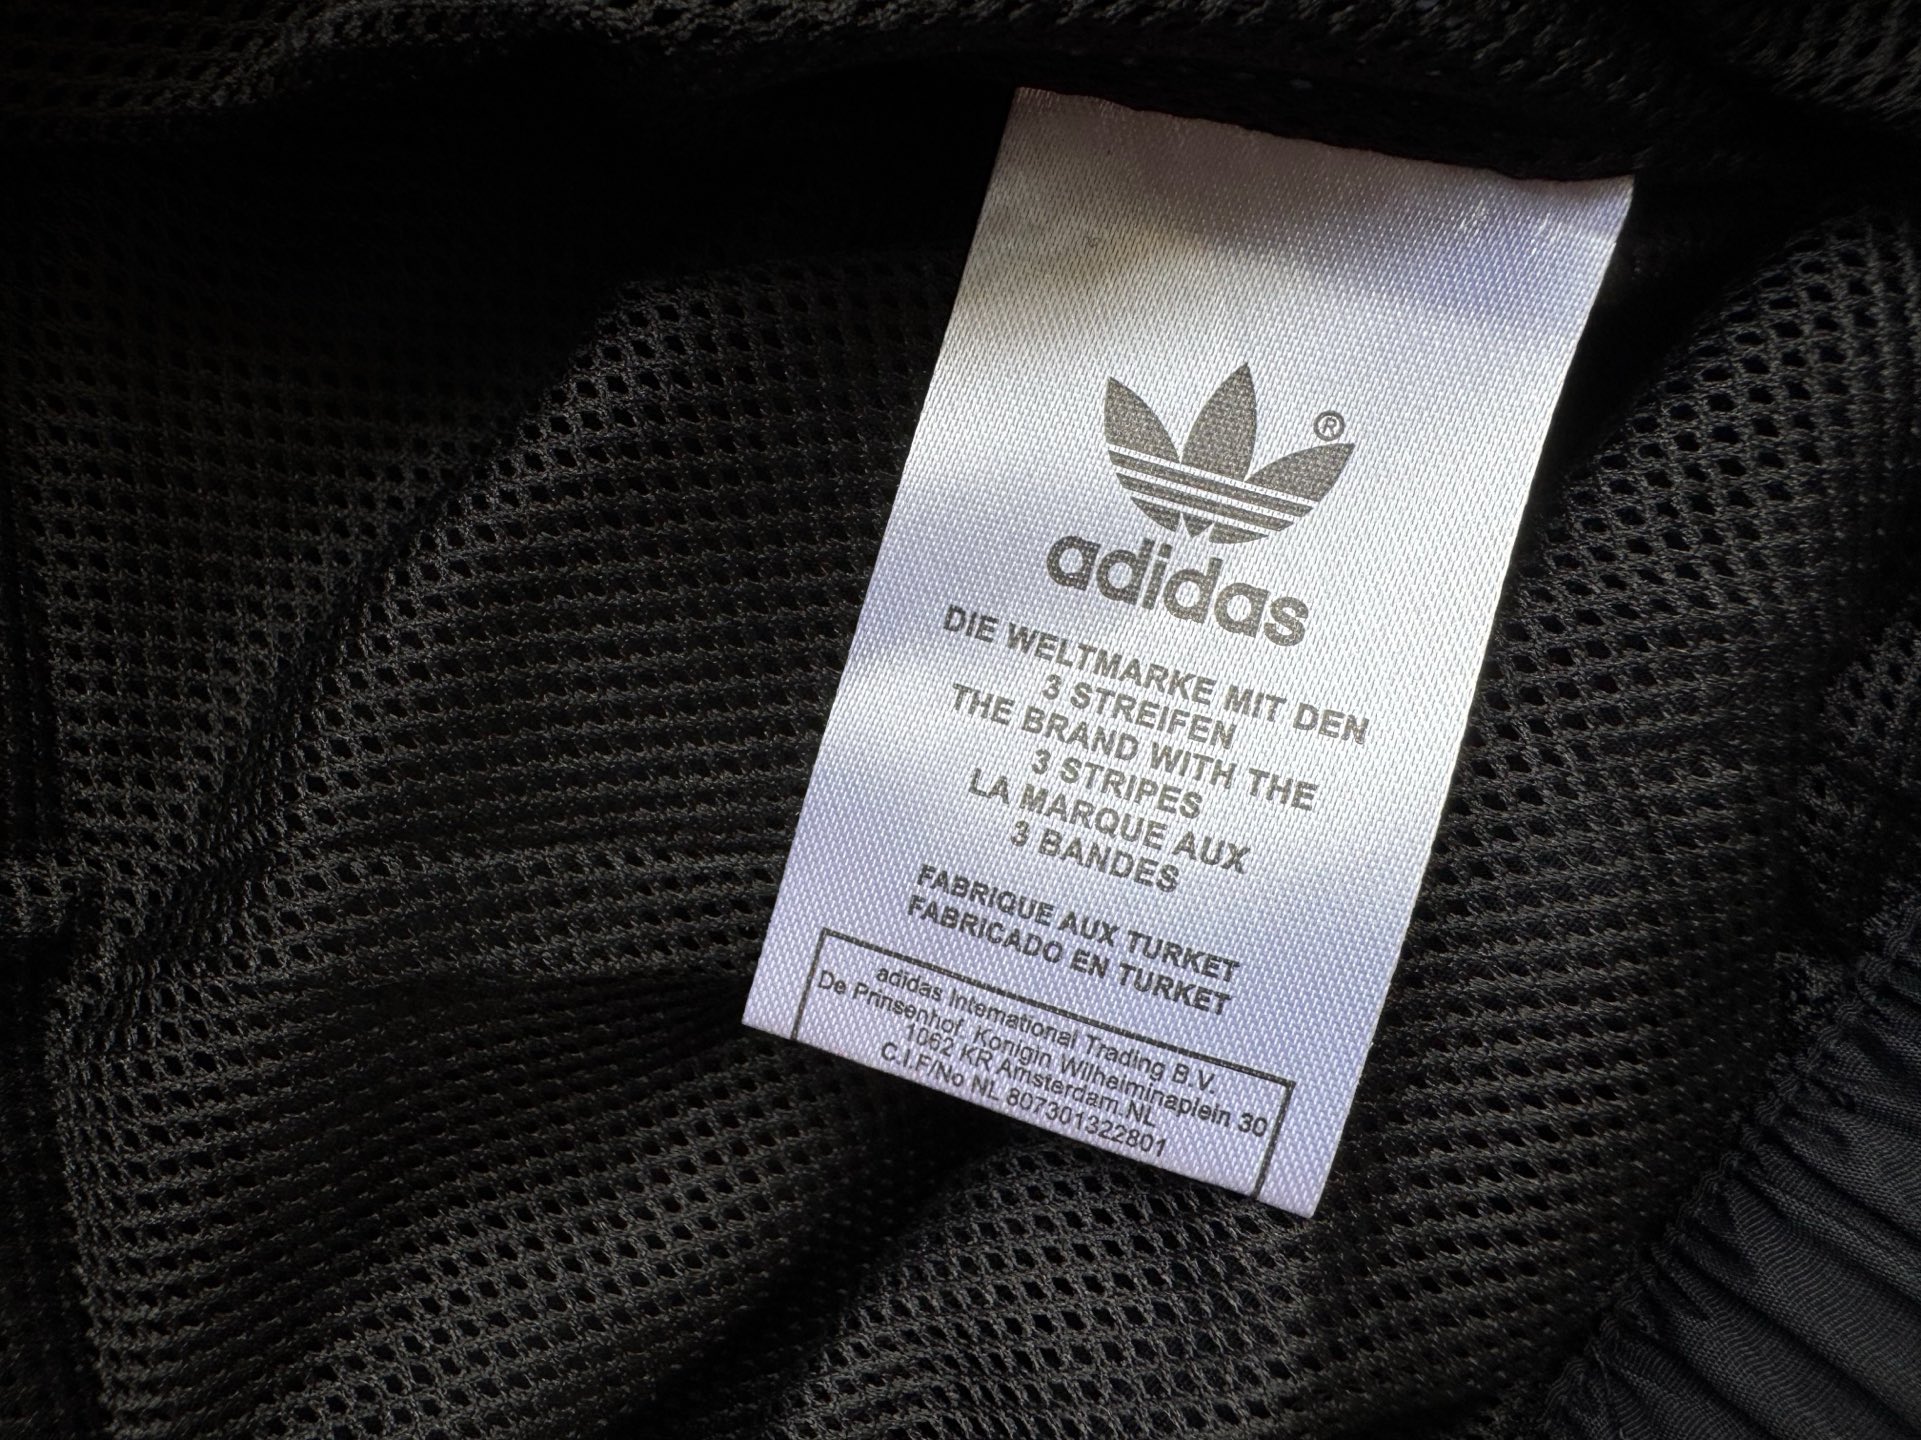 ®
adidas
DIE WELTMARKE MIT DEN
3 STREIFEN
THE BRAND WITH THE
3 STRIPES
LA MARQUE AUX
3 BANDES
FABRIQUE AUX TURKET
FABRICADO EN TURKET
adidas International Trading B.V.
De Prinsenhof, Konigin Wilhelminaplein 30
1062 KR Amsterdam,NL
C.I.F/No NL 807301322801